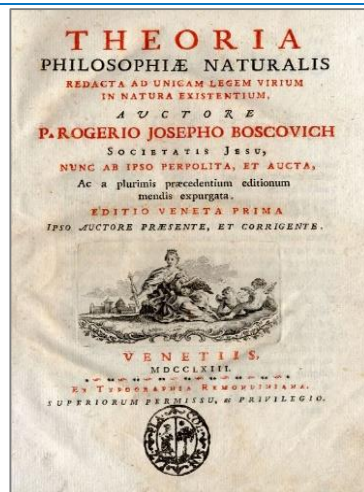 THEORIA
PHILOSOPHIÆ NATURALIS
REDACTA AD UNICAM LEGEM VIRIUM
IN NATURA EXISTENTIUM,
AUCTORE
P. ROGERIO JOSEPHO BOSCOVICH
SOCIETATIS JESU,
NUNC AB IPSO PERPOLITA, ET AUCTA,
Ac a plurimis præcedentium editionum
mendis expurgata.
EDITIO VENETA PRIMA
IPSO AUCTORE PRÆSENTE, ET CORRIGENTE.
VENETIIS,
MDCCLXIII.
EX TYPOGRAPHIA REMONDINIANA.
SUPERIORUM PERMISSU, ac PRIVILEGIO.